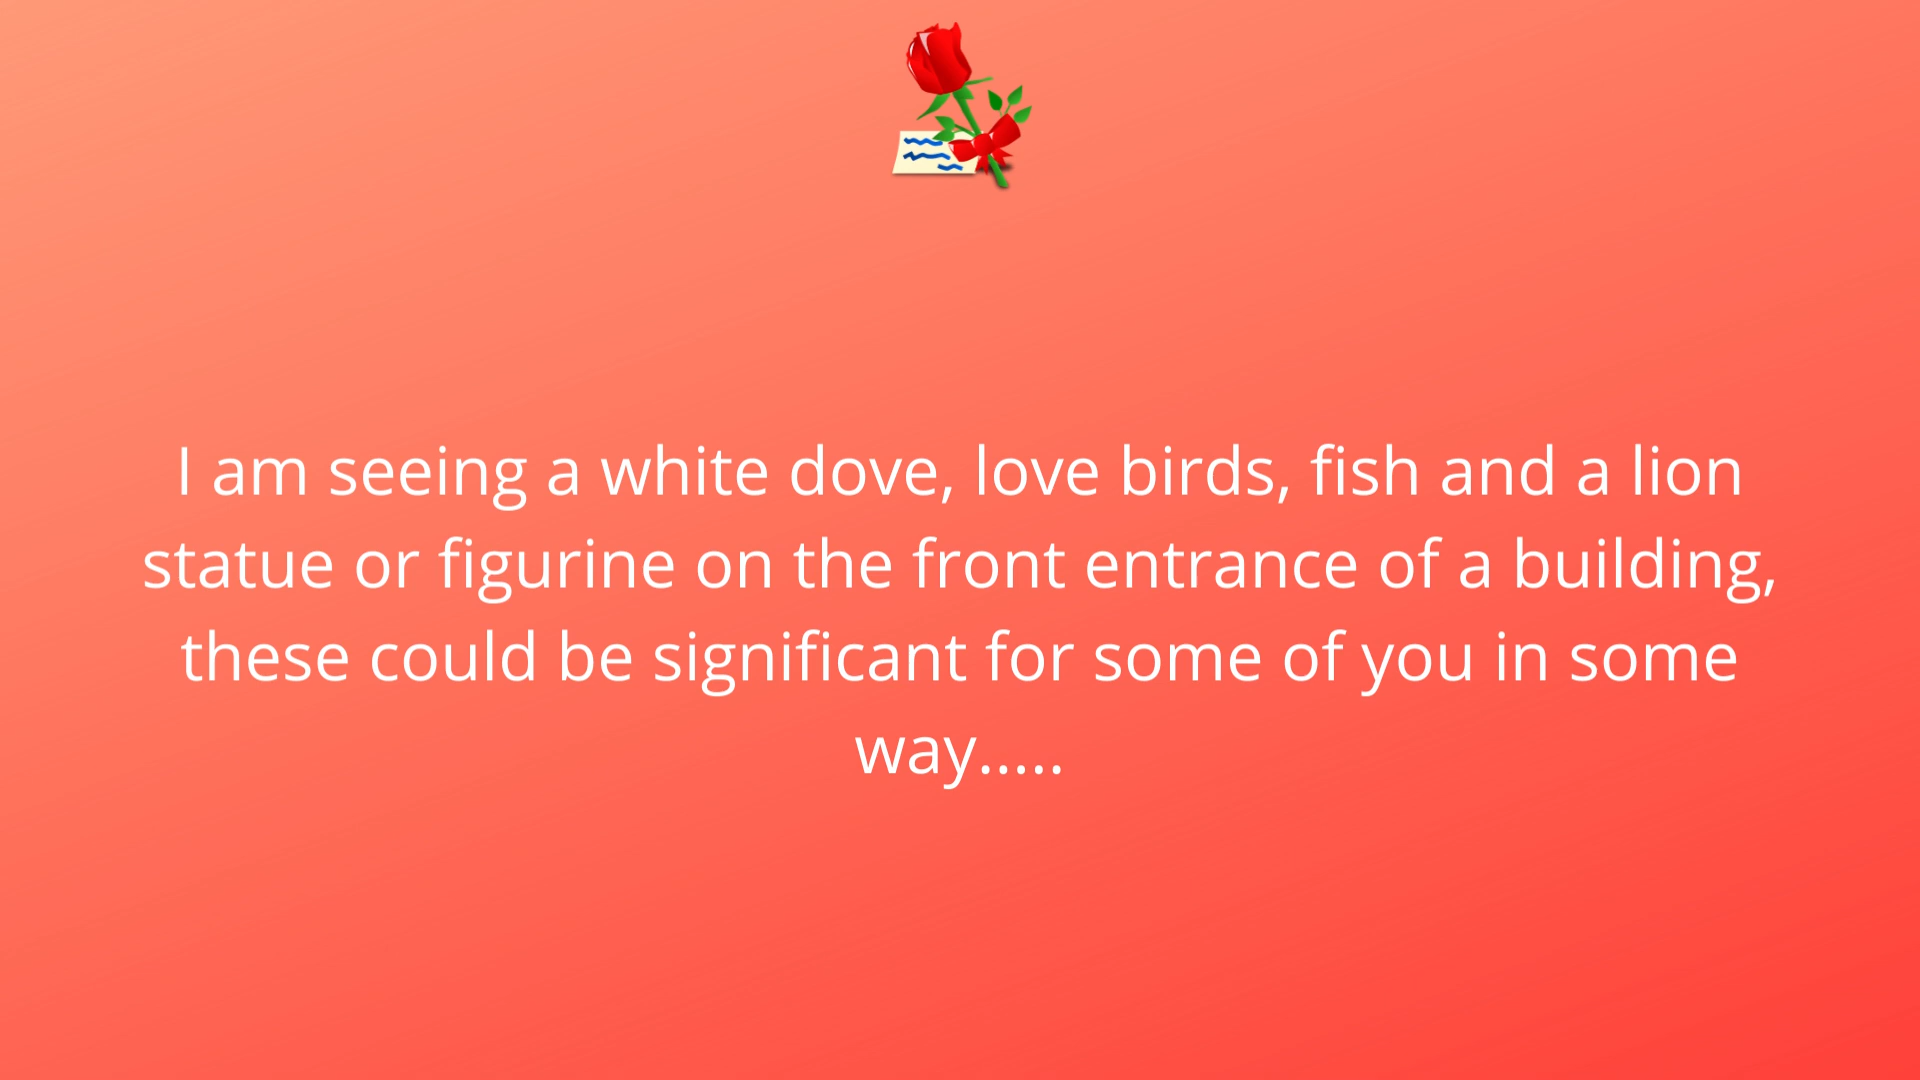 I am seeing a white dove, love birds, fish and a lion
statue or figurine on the front entrance of a building,
these could be significant for some of you in some
way.....